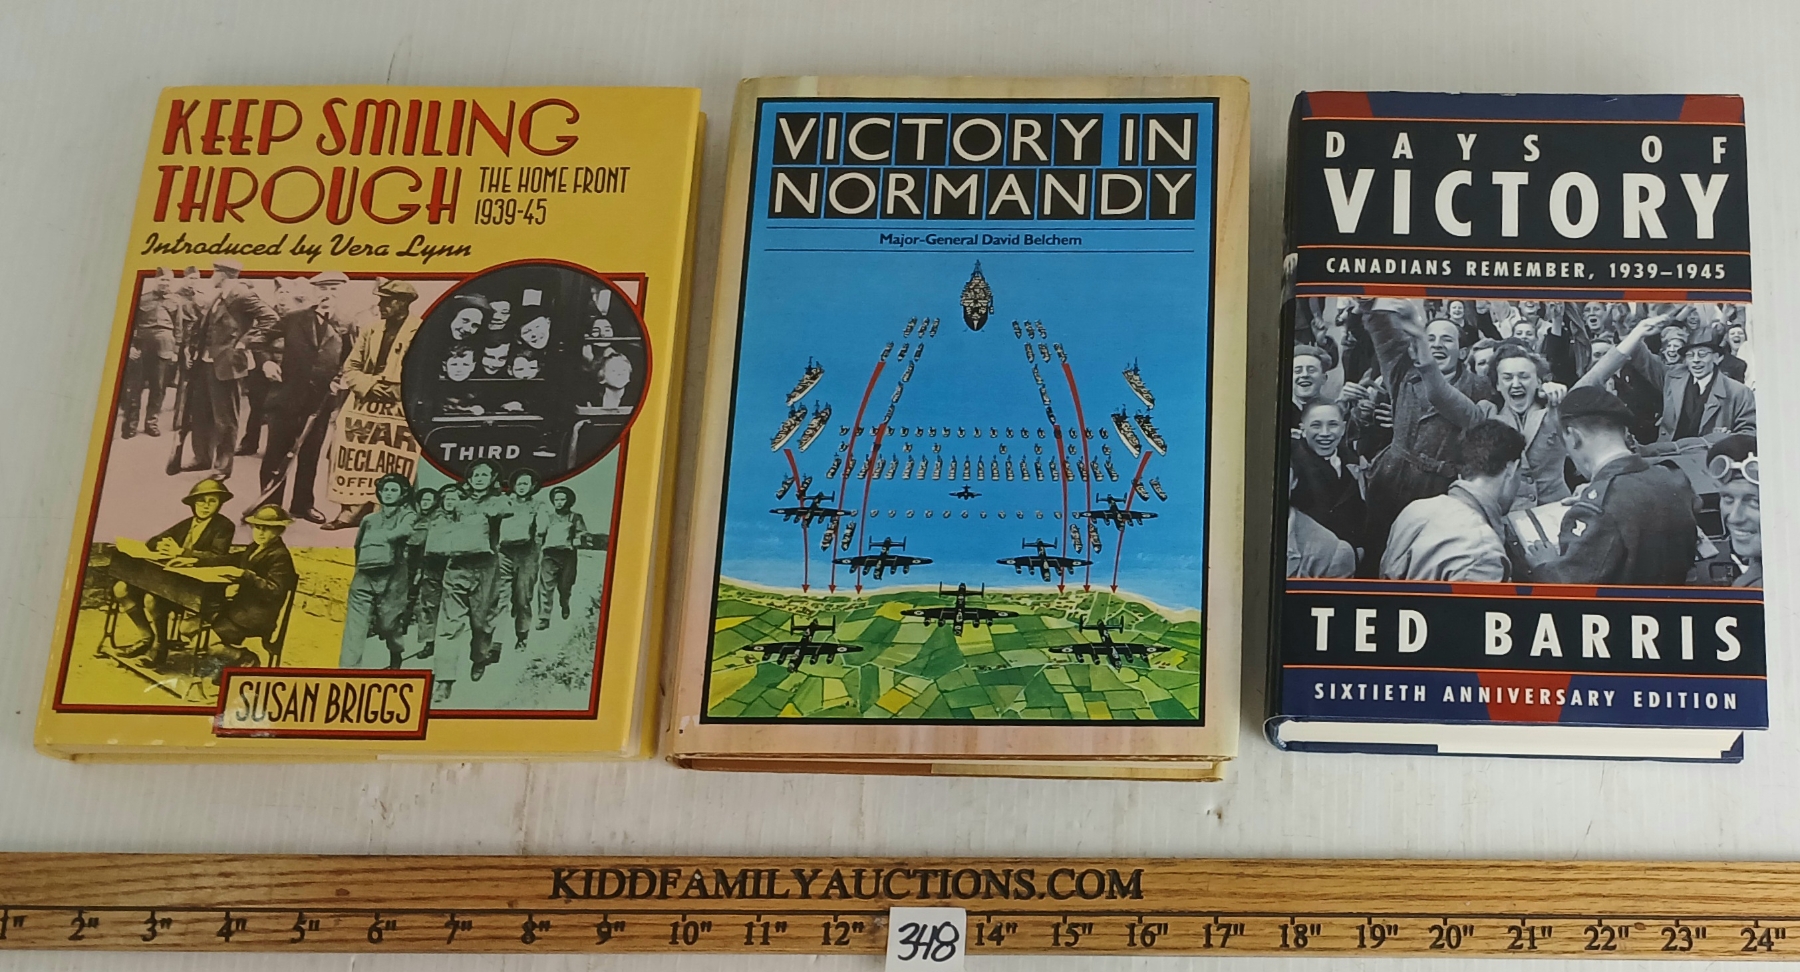 KEEP SMILING
THROUGH
THE HOME FRONT
1939-45
Introduced by Vera Lynn
WAR
DECLARED
THIRD —
SUSAN BRIGGS
VICTORY IN
NORMANDY
Major-General David Belchem
DAYS OF
VICTORY
CANADIANS REMEMBER, 1939–1945
TED BARRIS
SIXTIETH ANNIVERSARY EDITION
KIDDFAMILYAUCTIONS.COM
1" 2" 3" 4" 5" 6" 7" 8" 9" 10" 11" 12" 14" 15" 16" 17" 18" 19" 20" 21" 22" 23" 24"
348